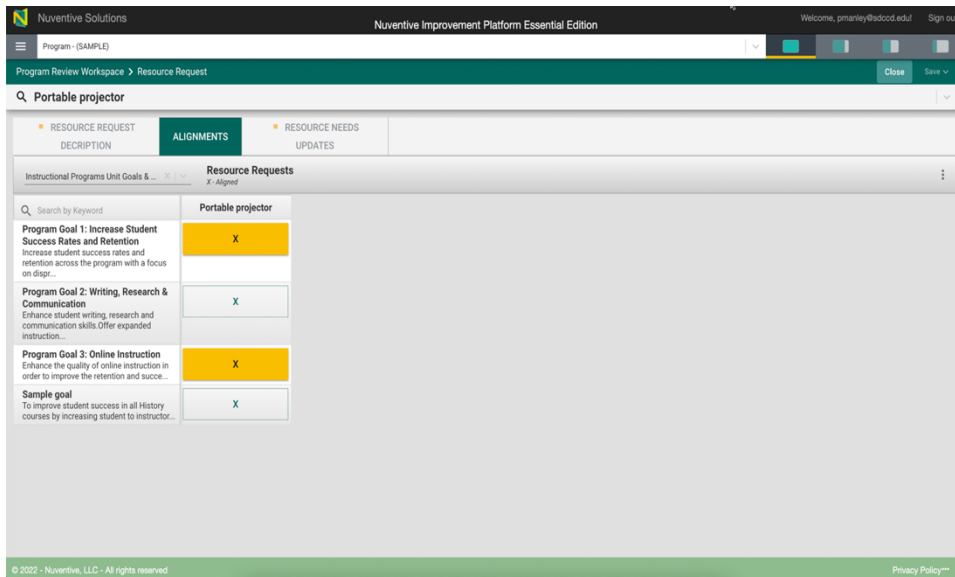 Nuventive Solutions
Nuventive Improvement Platform Essential Edition
Welcome, pmanley@sdccd.edu!
Sign ou
Program - (SAMPLE)
Program Review Workspace > Resource Request
Close
Save
Portable projector
RESOURCE REQUEST
DECRIPTION
ALIGNMENTS
RESOURCE NEEDS
UPDATES
Instructional Programs Unit Goals & ...
Resource Requests
X - Aligned
Search by Keyword
Portable projector
Program Goal 1: Increase Student
Success Rates and Retention
Increase student success rates and
retention across the program with a focus
on dispr...
X
Program Goal 2: Writing, Research &
Communication
Enhance student writing, research and
communication skills.Offer expanded
instruction...
X
Program Goal 3: Online Instruction
Enhance the quality of online instruction in
order to improve the retention and succe...
X
Sample goal
To improve student success in all History
courses by increasing student to instructor...
X
© 2022 - Nuventive, LLC - All rights reserved
Privacy Policy